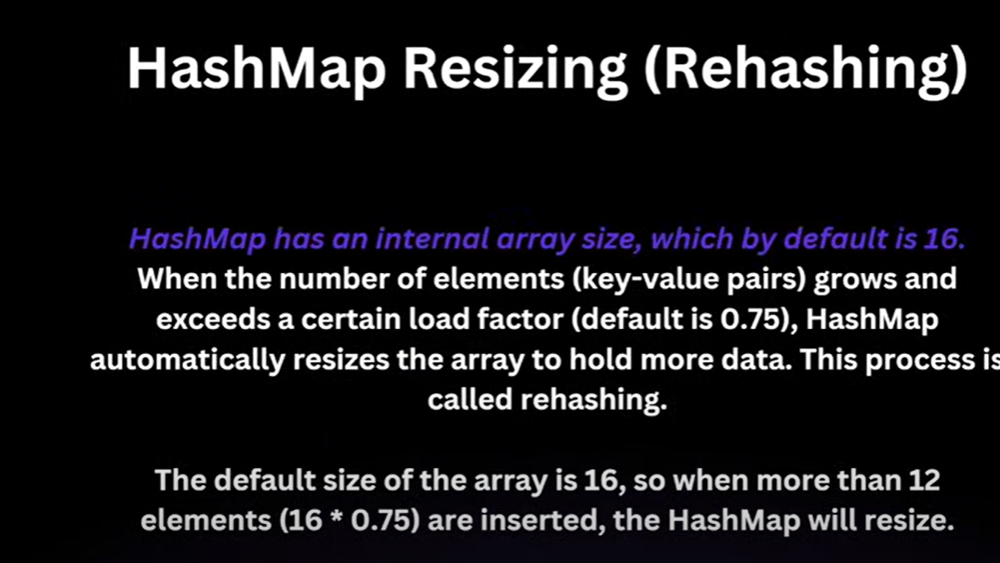 HashMap Resizing (Rehashing)
HashMap has an internal array size, which by default is 16.
When the number of elements (key-value pairs) grows and
exceeds a certain load factor (default is 0.75), HashMap
automatically resizes the array to hold more data. This process is
called rehashing.
The default size of the array is 16, so when more than 12
elements (16 * 0.75) are inserted, the HashMap will resize.